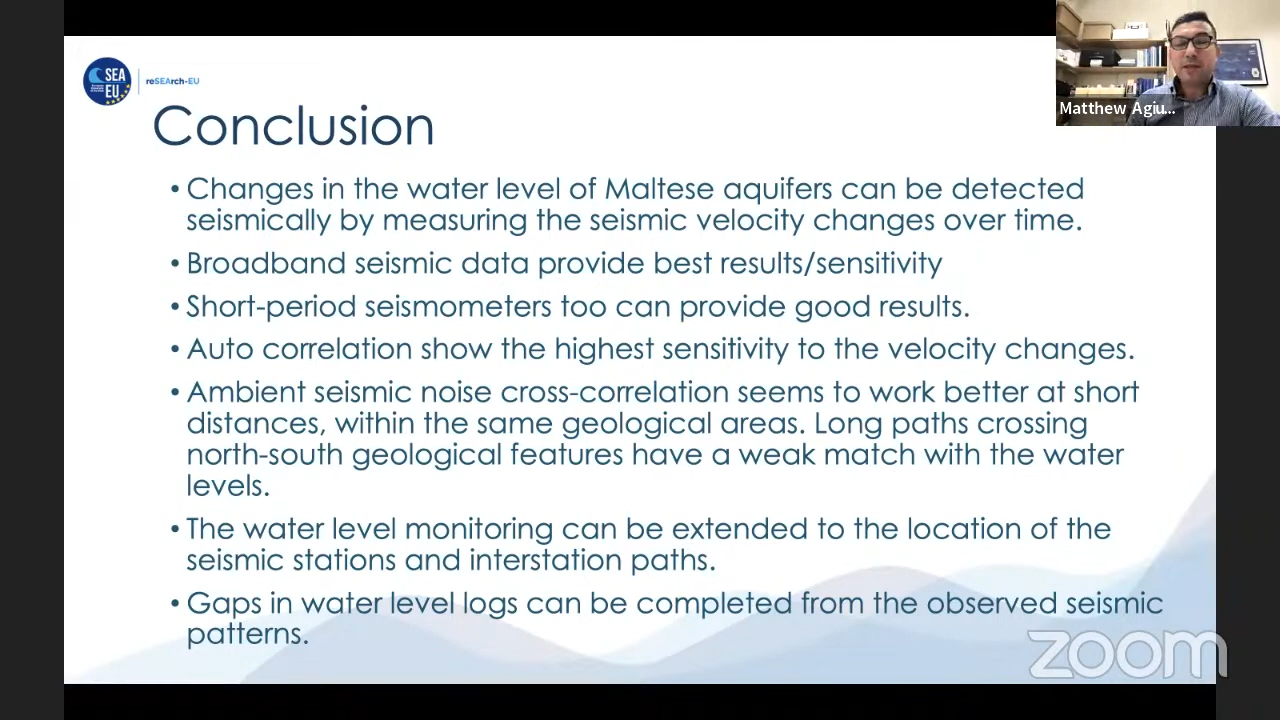 SEA
EU
reSEArch-EU
Matthew Agiu...
Conclusion
• Changes in the water level of Maltese aquifers can be detected
seismically by measuring the seismic velocity changes over time.
• Broadband seismic data provide best results/sensitivity
• Short-period seismometers too can provide good results.
• Auto correlation show the highest sensitivity to the velocity changes.
• Ambient seismic noise cross-correlation seems to work better at short
distances, within the same geological areas. Long paths crossing
north-south geological features have a weak match with the water
levels.
• The water level monitoring can be extended to the location of the
seismic stations and interstation paths.
• Gaps in water level logs can be completed from the observed seismic
patterns.
zoom